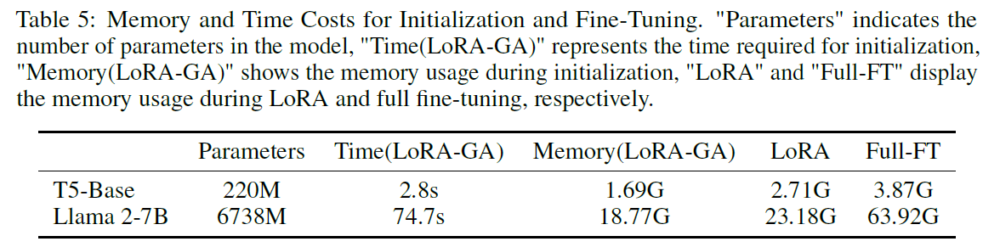 Table 5: Memory and Time Costs for Initialization and Fine-Tuning. "Parameters" indicates the
number of parameters in the model, "Time(LoRA-GA)" represents the time required for initialization,
"Memory(LoRA-GA)" shows the memory usage during initialization, "LoRA" and "Full-FT" display
the memory usage during LoRA and full fine-tuning, respectively.
Parameters Time(LoRA-GA) Memory(LoRA-GA) LoRA Full-FT
T5-Base 220M 2.8s 1.69G 2.71G 3.87G
Llama 2-7B 6738M 74.7s 18.77G 23.18G 63.92G